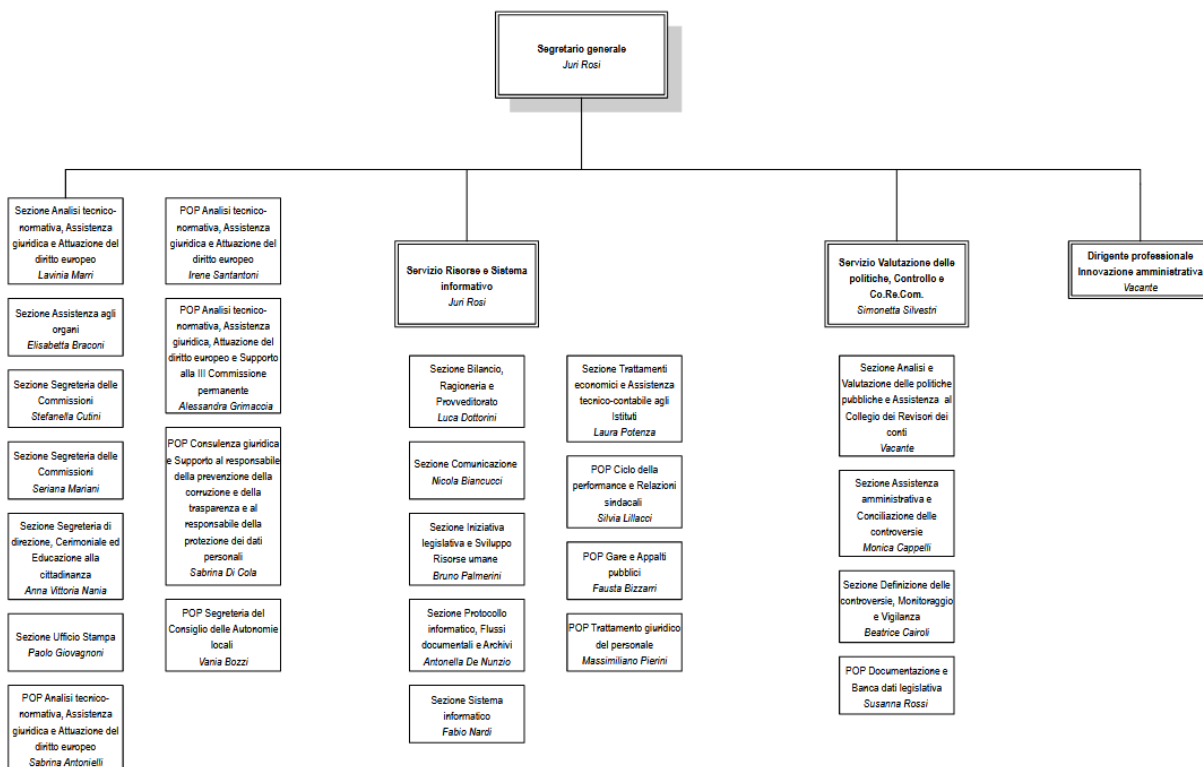 Segretario generale
Juri Rosi
Sezione Analisi tecnico-
normativa, Assistenza
giuridica e Attuazione del
diritto europeo
Lavinia Marri
Sezione Assistenza agli
organi
Elisabetta Braconi
Sezione Segreteria delle
Commissioni
Stefanella Cutini
Sezione Segreteria delle
Commissioni
Seriana Mariani
Sezione Segreteria di
direzione, Cerimoniale ed
Educazione alla
cittadinanza
Anna Vittoria Nania
Sezione Ufficio Stampa
Paolo Giovagnoni
POP Analisi tecnico-
normativa, Assistenza
giuridica e Attuazione del
diritto europeo
Sabrina Antonielli
POP Analisi tecnico-
normativa, Assistenza
giuridica e Attuazione del
diritto europeo
Irene Santantoni
POP Analisi tecnico-
normativa, Assistenza
giuridica, Attuazione del
diritto europeo e Supporto
alla III Commissione
permanente
Alessandra Grimaccia
POP Consulenza giuridica
e Supporto al responsabile
della prevenzione della
corruzione e della
trasparenza e al
responsabile della
protezione dei dati
personali
Sabrina Di Cola
POP Segreteria del
Consiglio delle Autonomie
locali
Vania Bozzi
Servizio Risorse e Sistema
informativo
Juri Rosi
Sezione Bilancio,
Ragioneria e
Provveditorato
Luca Dottorini
Sezione Comunicazione
Nicola Biancucci
Sezione Iniziativa
legislativa e Sviluppo
Risorse umane
Bruno Palmerini
Sezione Protocollo
informatico, Flussi
documentali e Archivi
Antonella De Nunzio
Sezione Sistema
informatico
Fabio Nardi
Sezione Trattamenti
economici e Assistenza
tecnico-contabile agli
Istituti
Laura Potenza
POP Ciclo della
performance e Relazioni
sindacali
Silvia Lillacci
POP Gare e Appalti
pubblici
Fausta Bizzarri
POP Trattamento giuridico
del personale
Massimiliano Pierini
Servizio Valutazione delle
politiche, Controllo e
Co.Re.Com.
Simonetta Silvestri
Sezione Analisi e
Valutazione delle politiche
pubbliche e Assistenza al
Collegio dei Revisori dei
conti
Vacante
Sezione Assistenza
amministrativa e
Conciliazione delle
controversie
Monica Cappelli
Sezione Definizione delle
controversie, Monitoraggio
e Vigilanza
Beatrice Cairoli
POP Documentazione e
Banca dati legislativa
Susanna Rossi
Dirigente professionale
Innovazione amministrativa
Vacante